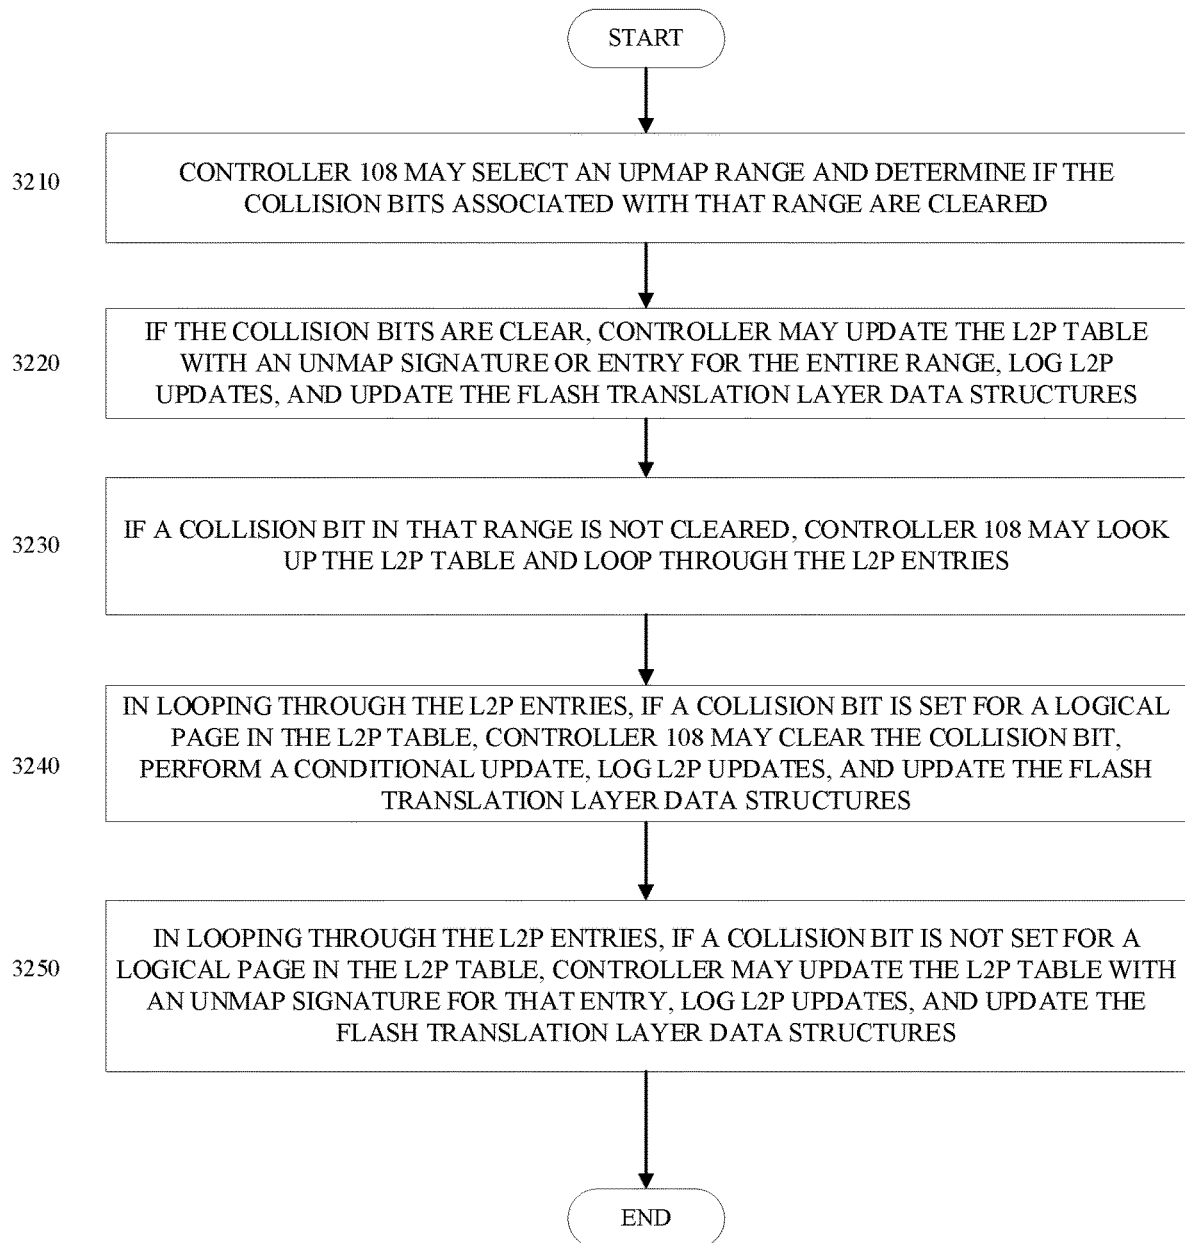 START
3210
CONTROLLER 108 MAY SELECT AN UPMAP RANGE AND DETERMINE IF THE
COLLISION BITS ASSOCIATED WITH THAT RANGE ARE CLEARED
3220
IF THE COLLISION BITS ARE CLEAR, CONTROLLER MAY UPDATE THE L2P TABLE
WITH AN UNMAP SIGNATURE OR ENTRY FOR THE ENTIRE RANGE, LOG L2P
UPDATES, AND UPDATE THE FLASH TRANSLATION LAYER DATA STRUCTURES
3230
IF A COLLISION BIT IN THAT RANGE IS NOT CLEARED, CONTROLLER 108 MAY LOOK
UP THE L2P TABLE AND LOOP THROUGH THE L2P ENTRIES
3240
IN LOOPING THROUGH THE L2P ENTRIES, IF A COLLISION BIT IS SET FOR A LOGICAL
PAGE IN THE L2P TABLE, CONTROLLER 108 MAY CLEAR THE COLLISION BIT,
PERFORM A CONDITIONAL UPDATE, LOG L2P UPDATES, AND UPDATE THE FLASH
TRANSLATION LAYER DATA STRUCTURES
3250
IN LOOPING THROUGH THE L2P ENTRIES, IF A COLLISION BIT IS NOT SET FOR A
LOGICAL PAGE IN THE L2P TABLE, CONTROLLER MAY UPDATE THE L2P TABLE WITH
AN UNMAP SIGNATURE FOR THAT ENTRY, LOG L2P UPDATES, AND UPDATE THE
FLASH TRANSLATION LAYER DATA STRUCTURES
END